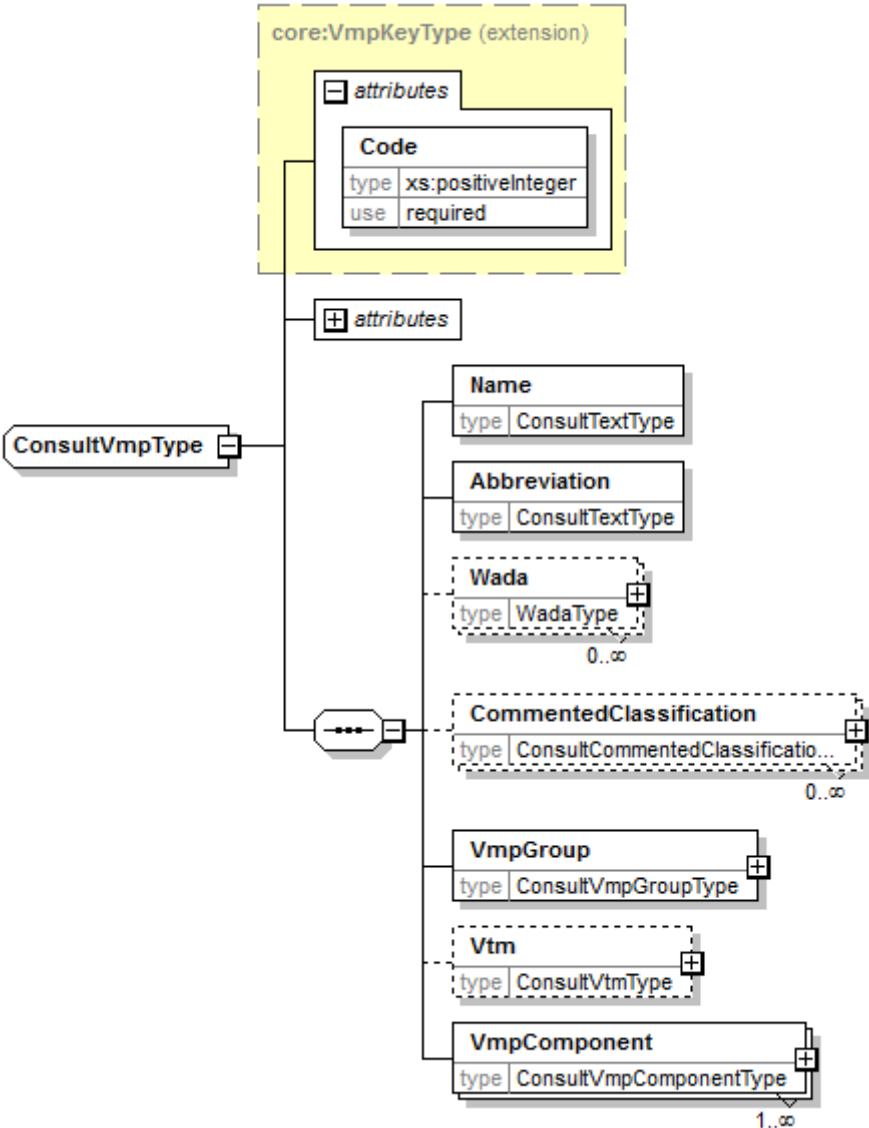 core:VmpKeyType (extension)
attributes
Code
type xs:positiveInteger
use required
attributes
ConsultVmpType
Name
type ConsultTextType
Abbreviation
type ConsultTextType
Wada
type WadaType
0..∞
CommentedClassification
type ConsultCommentedClassificatio...
0..∞
VmpGroup
type ConsultVmpGroupType
Vtm
type ConsultVtmType
VmpComponent
type ConsultVmpComponentType
1..∞